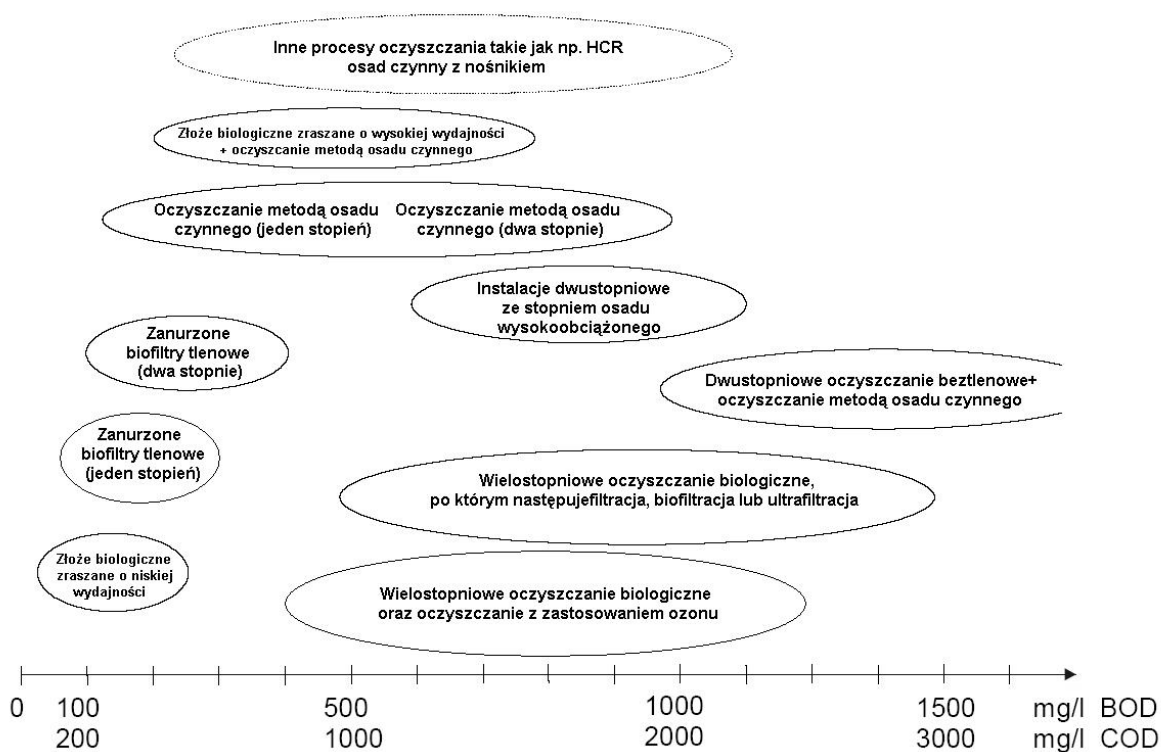 Inne procesy oczyszczania takie jak np. HCR
osad czynny z nośnikiem
Złoże biologiczne zraszane o wysokiej wydajności
+ oczyszcanie metodą osadu czynnego
Oczyszczanie metodą osadu
czynnego (jeden stopień)
Oczyszczanie metodą osadu
czynnego (dwa stopnie)
Instalacje dwustopniowe
ze stopniem osadu
wysokoobciążonego
Zanurzone
biofiltry tlenowe
(dwa stopnie)
Dwustopniowe oczyszczanie beztlenowe+
oczyszczanie metodą osadu czynnego
Zanurzone
biofiltry tlenowe
(jeden stopień)
Wielostopniowe oczyszczanie biologiczne,
po którym następujefiltracja, biofiltracja lub ultrafiltracja
Złoże biologiczne
zraszane o niskiej
wydajności
Wielostopniowe oczyszczanie biologiczne
oraz oczyszczanie z zastosowaniem ozonu
0 100 500 1000 1500 mg/l BOD
200 1000 2000 3000 mg/l COD